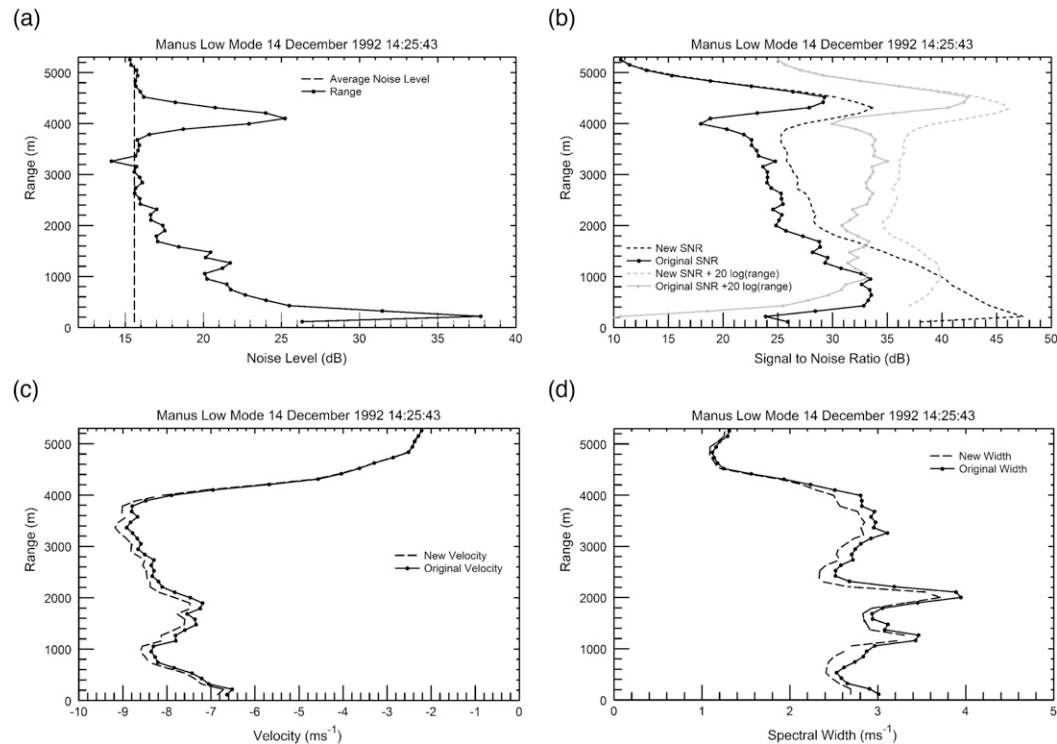 (a)
Manus Low Mode 14 December 1992 14:25:43
5000
4000
3000
2000
1000
0
Range (m)
Average Noise Level
Range
15
20
25
30
35
40
Noise Level (dB)
(b)
Manus Low Mode 14 December 1992 14:25:43
5000
4000
3000
2000
1000
0
Range (m)
New SNR
Original SNR
New SNR + 20 log(range)
Original SNR +20 log(range)
10
15
20
25
30
35
40
45
50
Signal to Noise Ratio (dB)
(c)
Manus Low Mode 14 December 1992 14:25:43
5000
4000
3000
2000
1000
0
Range (m)
New Velocity
Original Velocity
-10
-9
-8
-7
-6
-5
-4
-3
-2
-1
0
Velocity (ms⁻¹)
(d)
Manus Low Mode 14 December 1992 14:25:43
5000
4000
3000
2000
1000
0
Range (m)
New Width
Original Width
0
1
2
3
4
5
Spectral Width (ms⁻¹)